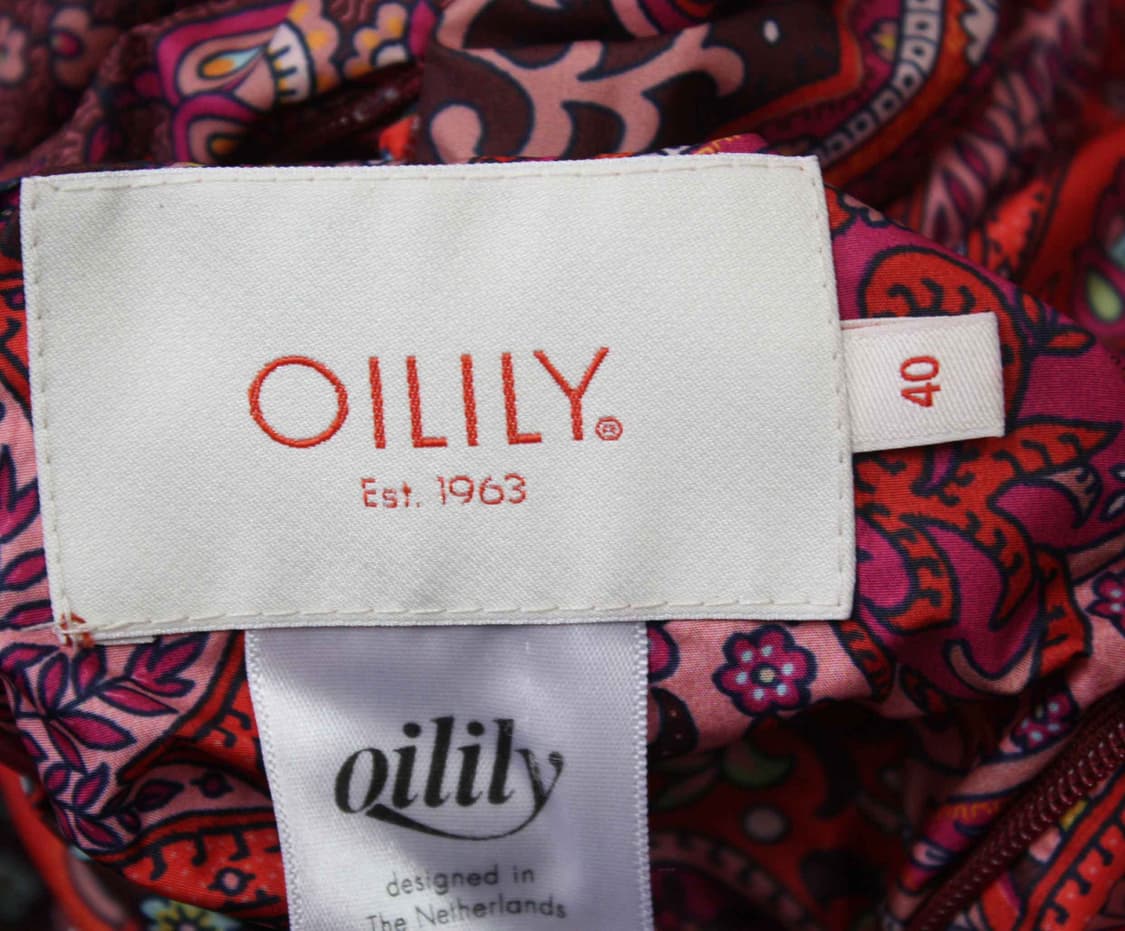 OILILY®
Est. 1963
40
oilily
designed in
The Netherlands